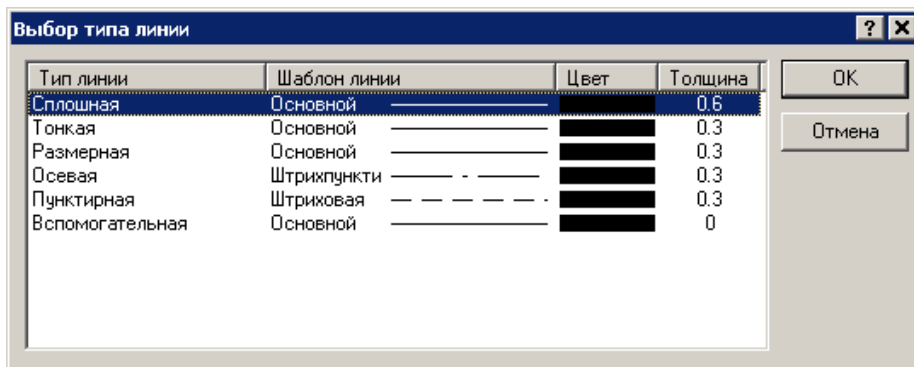 Выбор типа линии
Тип линии Шаблон линии Цвет Толщина
OK
Сплошная Основной 0.6
Тонкая Основной 0.3
Отмена
Размерная Основной 0.3
Осевая Штрихпункти 0.3
Пунктирная Штриховая 0.3
Вспомогательная Основной 0